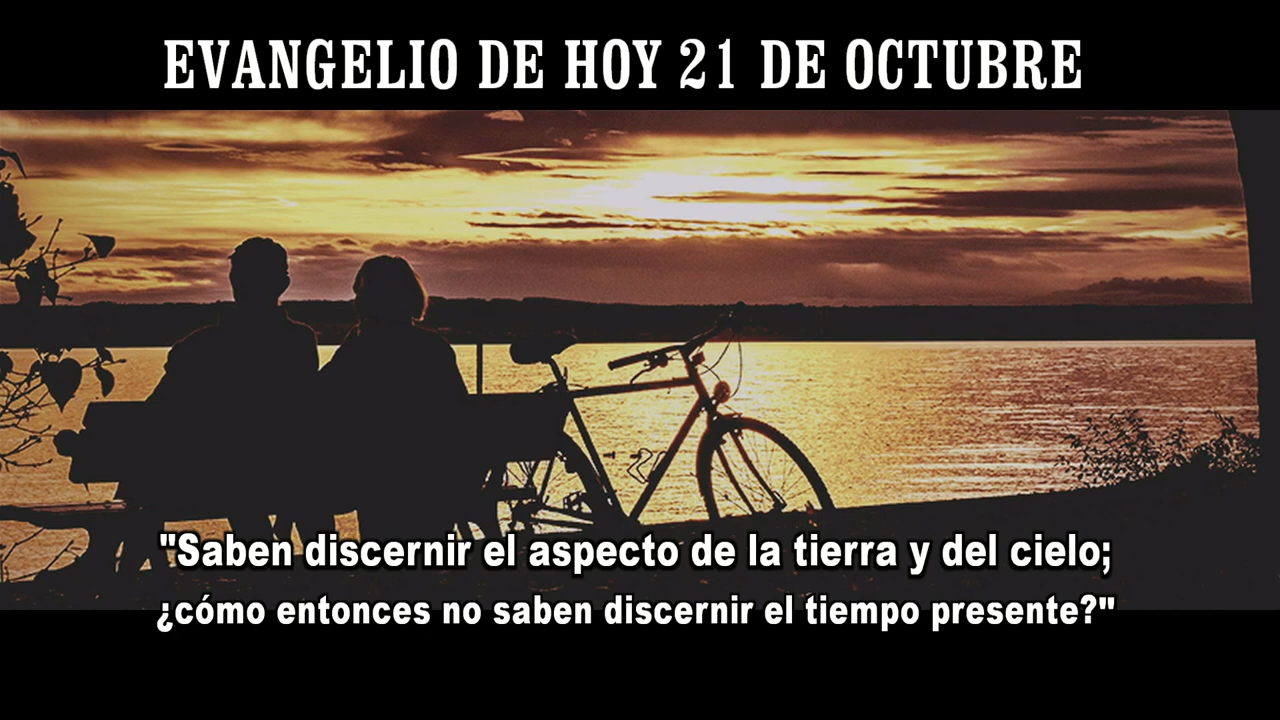 EVANGELIO DE HOY 21 DE OCTUBRE
"Saben discernir el aspecto de la tierra y del cielo;
¿cómo entonces no saben discernir el tiempo presente?"